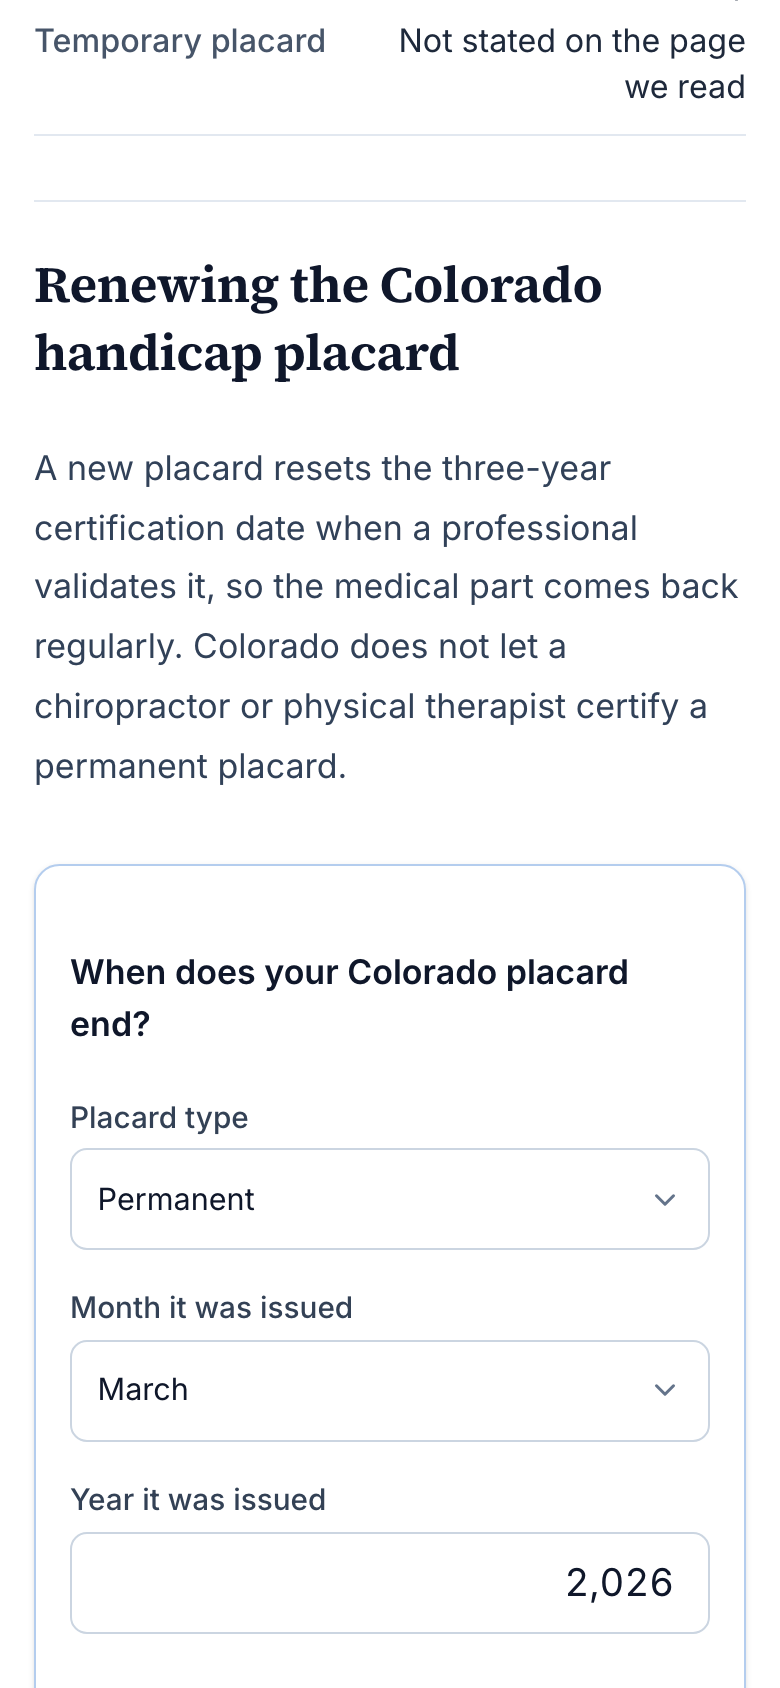 Temporary placard
Not stated on the page
we read
Renewing the Colorado
handicap placard
A new placard resets the three-year
certification date when a professional
validates it, so the medical part comes back
regularly. Colorado does not let a
chiropractor or physical therapist certify a
permanent placard.
When does your Colorado placard
end?
Placard type
Permanent
Month it was issued
March
Year it was issued
2,026